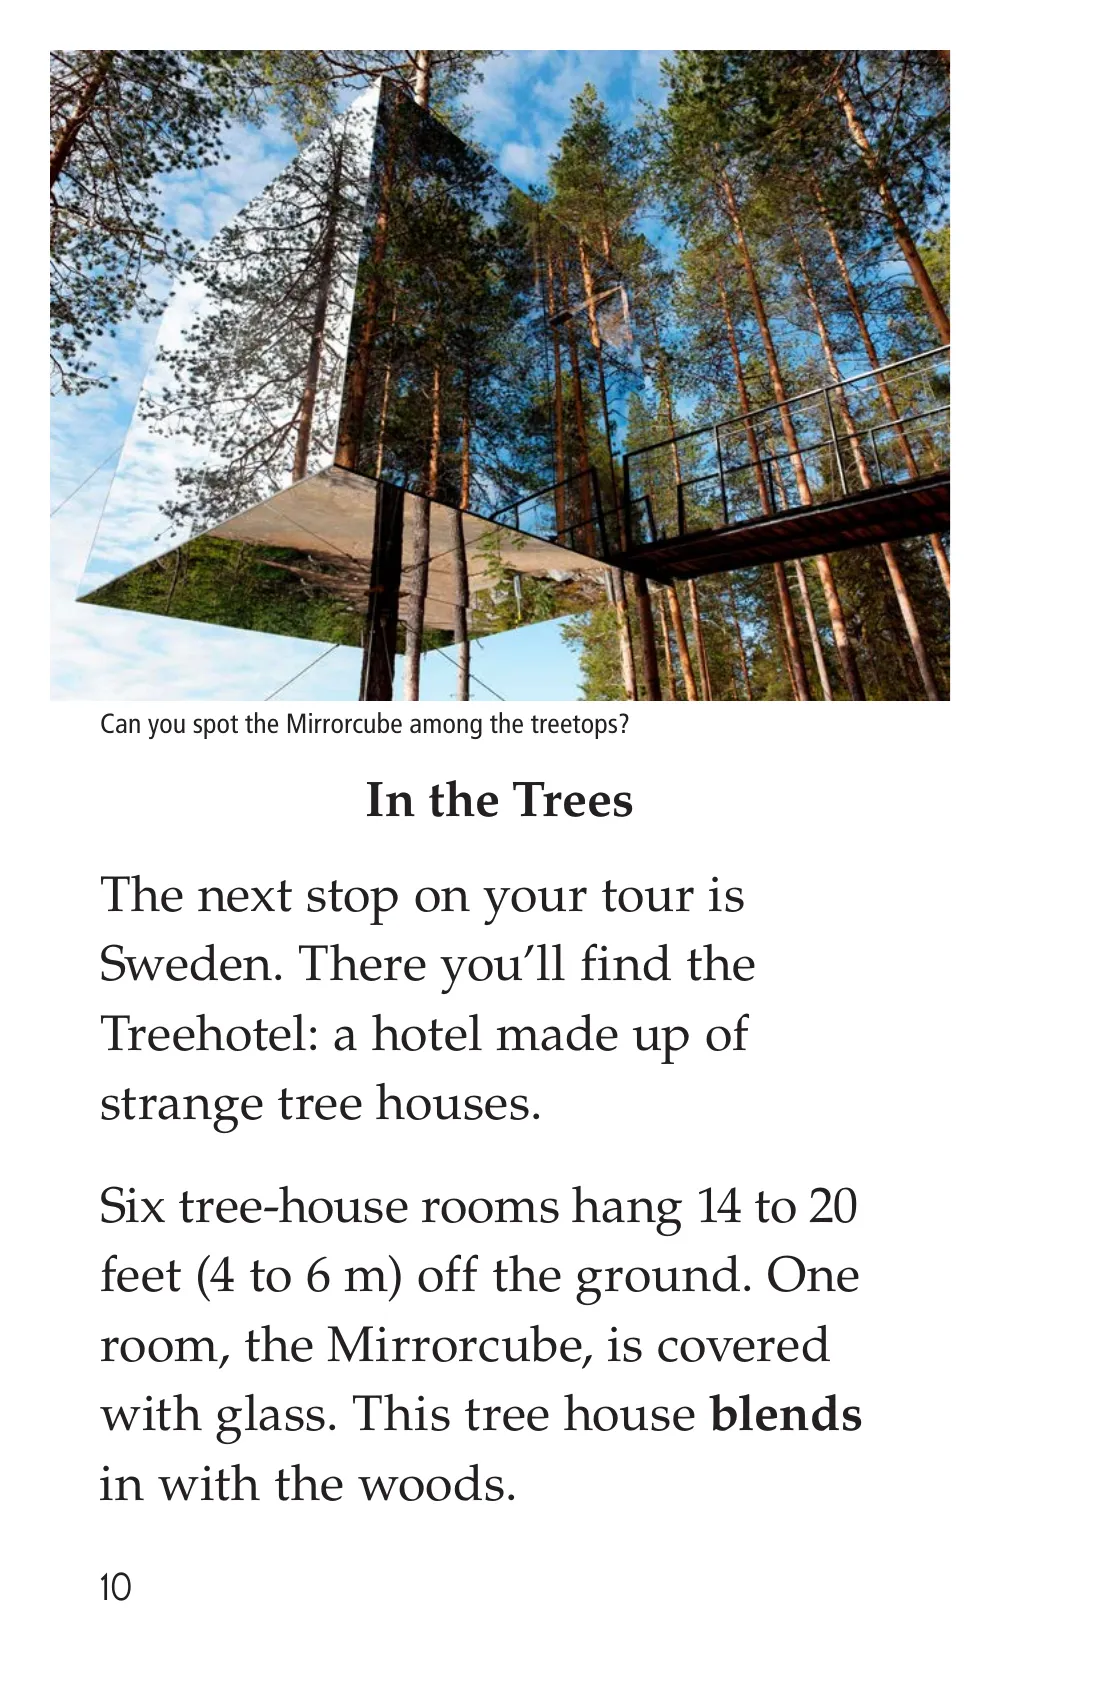 Can you spot the Mirrorcube among the treetops?
In the Trees
The next stop on your tour is
Sweden. There you’ll find the
Treehotel: a hotel made up of
strange tree houses.
Six tree-house rooms hang 14 to 20
feet (4 to 6 m) off the ground. One
room, the Mirrorcube, is covered
with glass. This tree house blends
in with the woods.
10